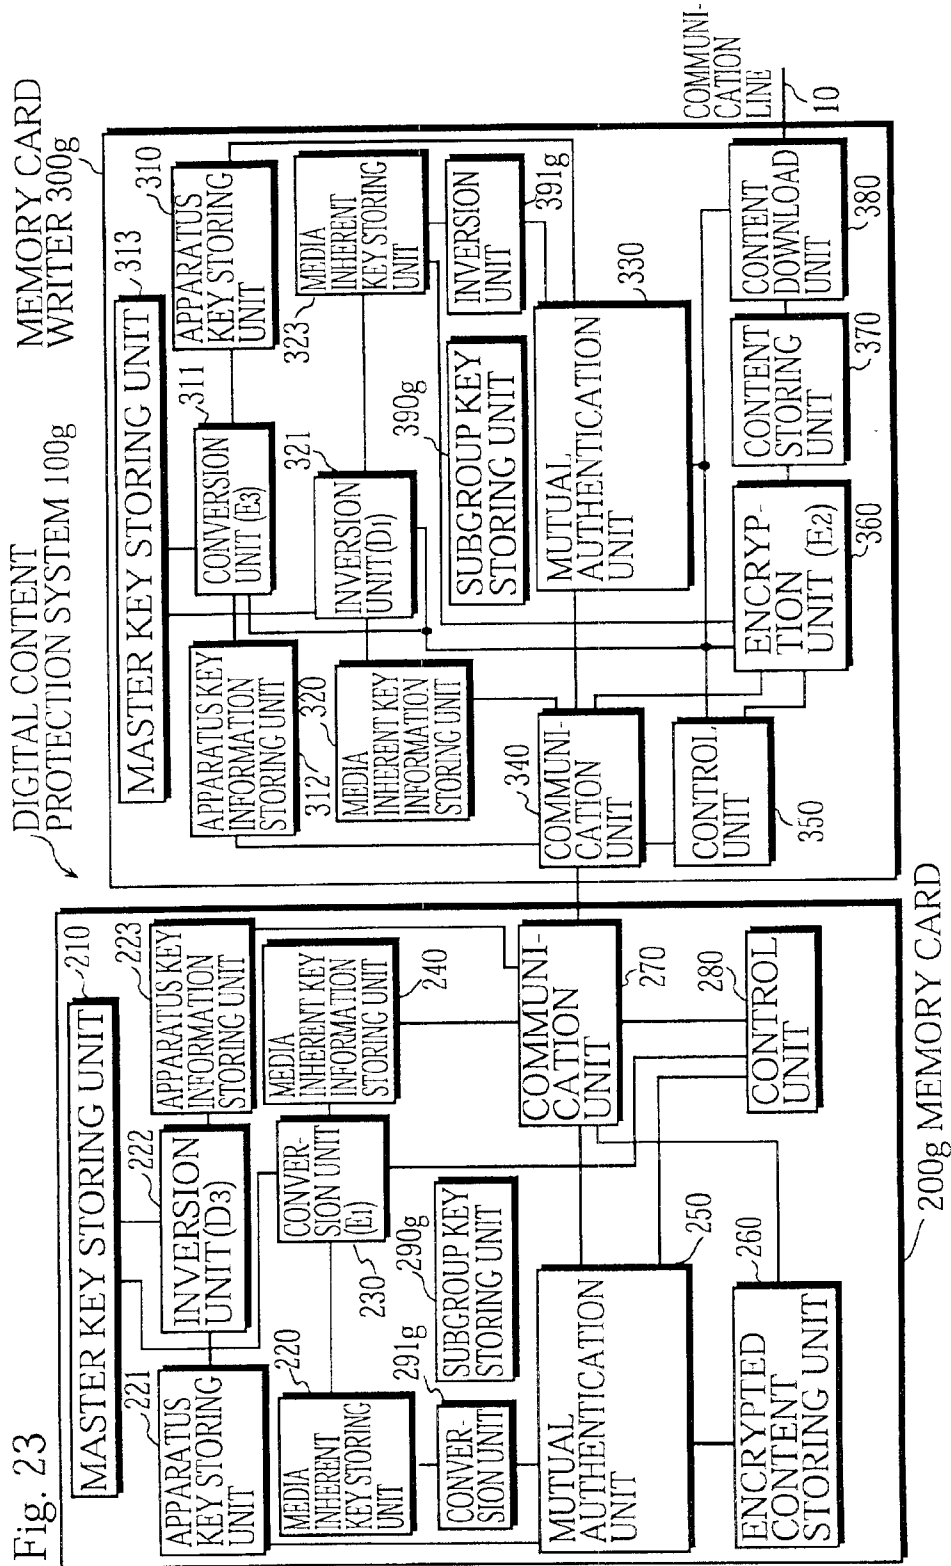 Fig. 23
DIGITAL CONTENT
PROTECTION SYSTEM 100g
210
MASTER KEY STORING UNIT
221
APPARATUS
KEY STORING
UNIT
222
INVERSION
UNIT(D3)
223
APPARATUS KEY
INFORMATION
STORING UNIT
220
MEDIA
INHERENT
KEY STORING
UNIT
CONVER-
SION UNIT
(E1)
230
MEDIA
INHERENT KEY
INFORMATION
STORING UNIT
240
291g
CONVER-
SION UNIT
290g
SUBGROUP KEY
STORING UNIT
MUTUAL
AUTHENTICATION
UNIT
250
COMMUNI-
CATION
UNIT
270
260
ENCRYPTED
CONTENT
STORING UNIT
280
CONTROL
UNIT
200g MEMORY CARD
MEMORY CARD
WRITER 300g
313
MASTER KEY STORING UNIT
APPARATUS KEY
INFORMATION
STORING UNIT
312
311
CONVERSION
UNIT(E3)
310
APPARATUS
KEY STORING
UNIT
320
MEDIA
INHERENT KEY
INFORMATION
STORING UNIT
321
INVERSION
UNIT(D1)
323
MEDIA
INHERENT
KEY STORING
UNIT
390g
SUBGROUP KEY
STORING UNIT
INVERSION
UNIT
391g
340
COMMUNI-
CATION
UNIT
MUTUAL
AUTHENTICATION
UNIT
330
CONTROL
UNIT
350
ENCRYP-
TION
UNIT (E2)
360
CONTENT
STORING
UNIT
370
CONTENT
DOWNLOAD
UNIT
380
COMMUNI-
CATION
LINE
10